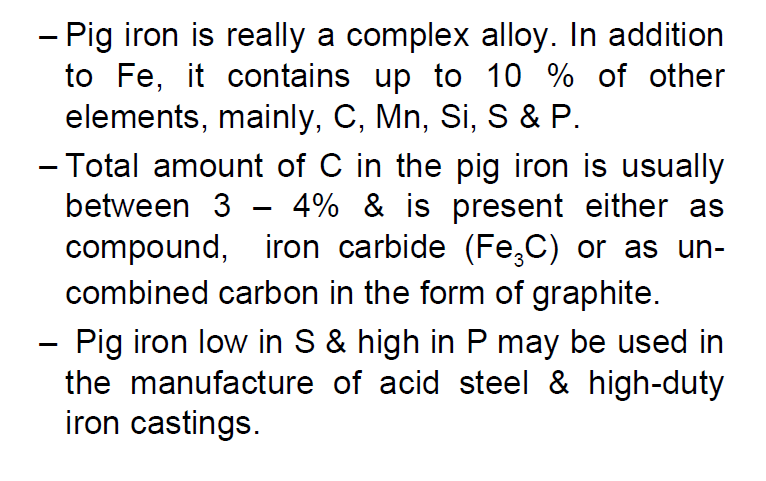 – Pig iron is really a complex alloy. In addition
to Fe, it contains up to 10 % of other
elements, mainly, C, Mn, Si, S & P.
– Total amount of C in the pig iron is usually
between 3 – 4% & is present either as
compound, iron carbide (Fe₃C) or as un-
combined carbon in the form of graphite.
– Pig iron low in S & high in P may be used in
the manufacture of acid steel & high-duty
iron castings.